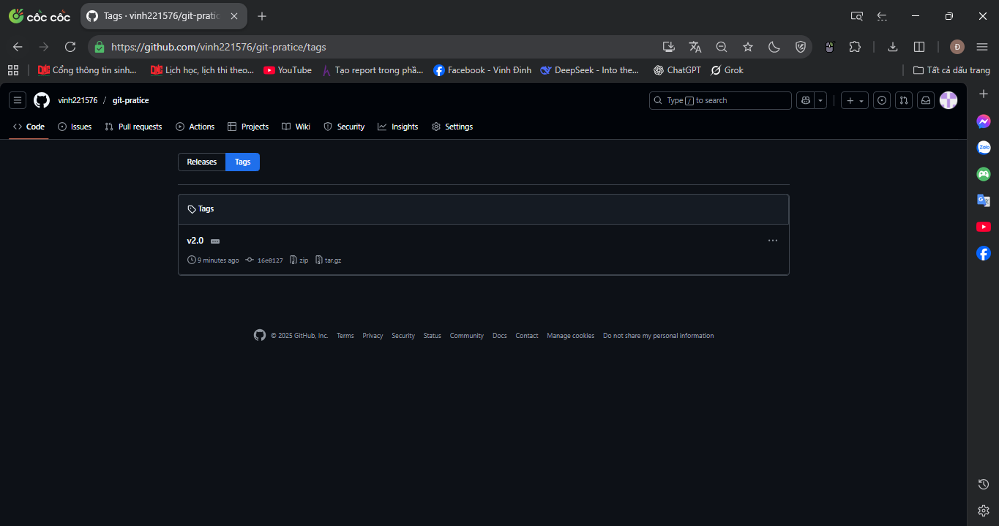 cốc cốc
Tags · vinh221576/git-pratic
https://github.com/vinh221576/git-pratice/tags
Đ
Cổng thông tin sinh... Lịch học, lịch thi theo... YouTube Tạo report trong phầ... Facebook - Vinh Đinh DeepSeek - Into the... ChatGPT Grok Tất cả dấu trang
vinh221576 / git-pratice Type / to search
Code Issues Pull requests Actions Projects Wiki Security Insights Settings
Zalo
Releases Tags
Tags
v2.0
9 minutes ago 16e0127 zip tar.gz
© 2025 GitHub, Inc. Terms Privacy Security Status Community Docs Contact Manage cookies Do not share my personal information